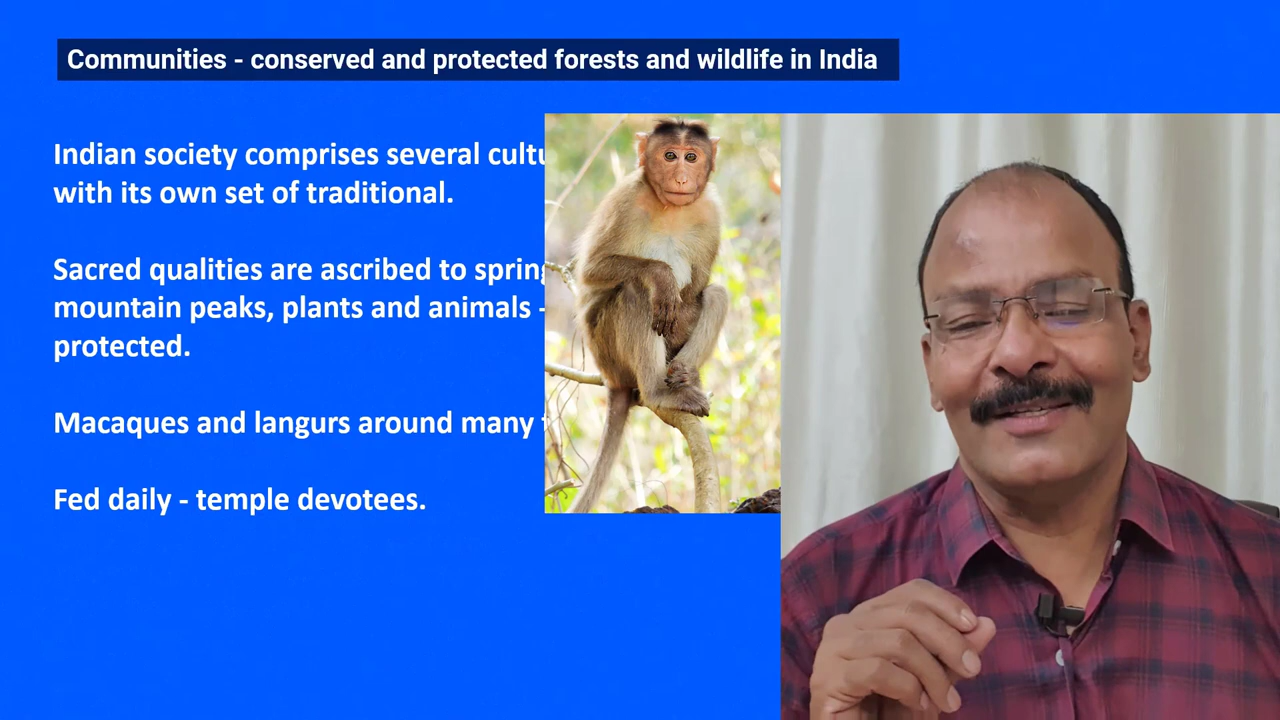 Communities - conserved and protected forests and wildlife in India
Indian society comprises several
with its own set of traditional.
Sacred qualities are ascribed to
mountain peaks, plants and animals -
protected.
Macaques and langurs around many
Fed daily - temple devotees.